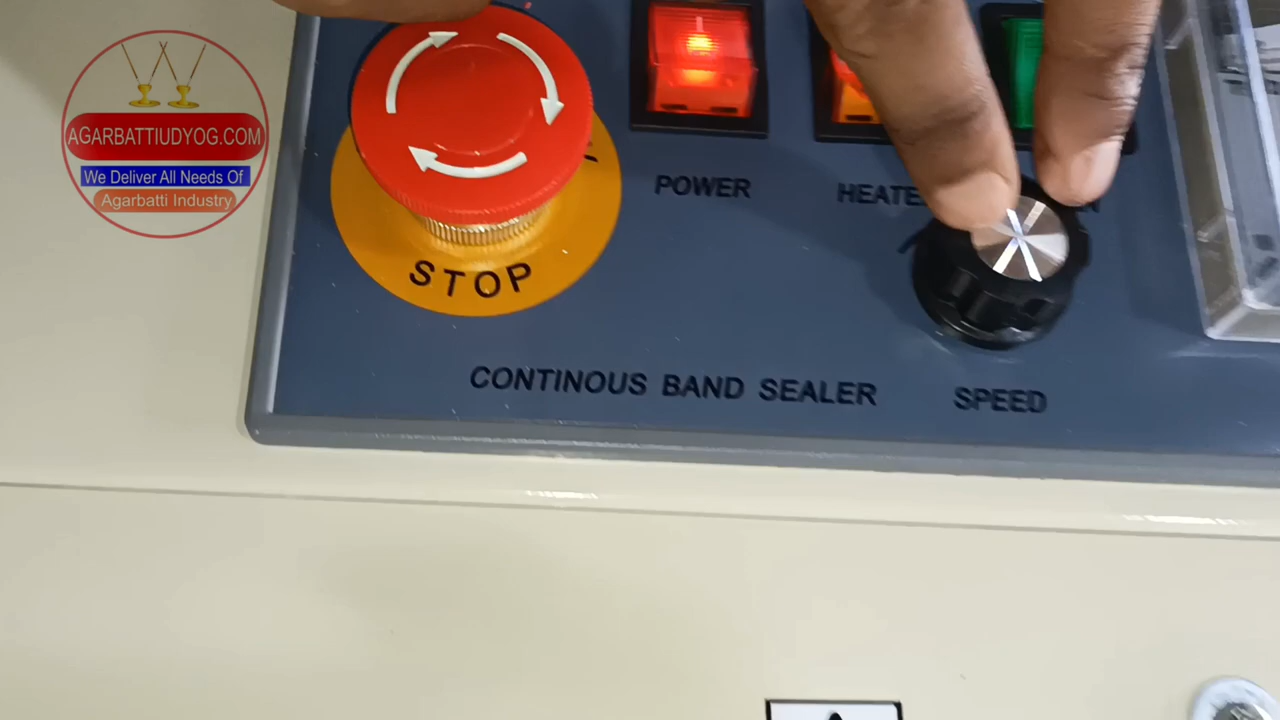 AGARBATTIUDYOG.COM
We Deliver All Needs Of
Agarbatti Industry
STOP
POWER
CONTINOUS BAND SEALER
SPEED